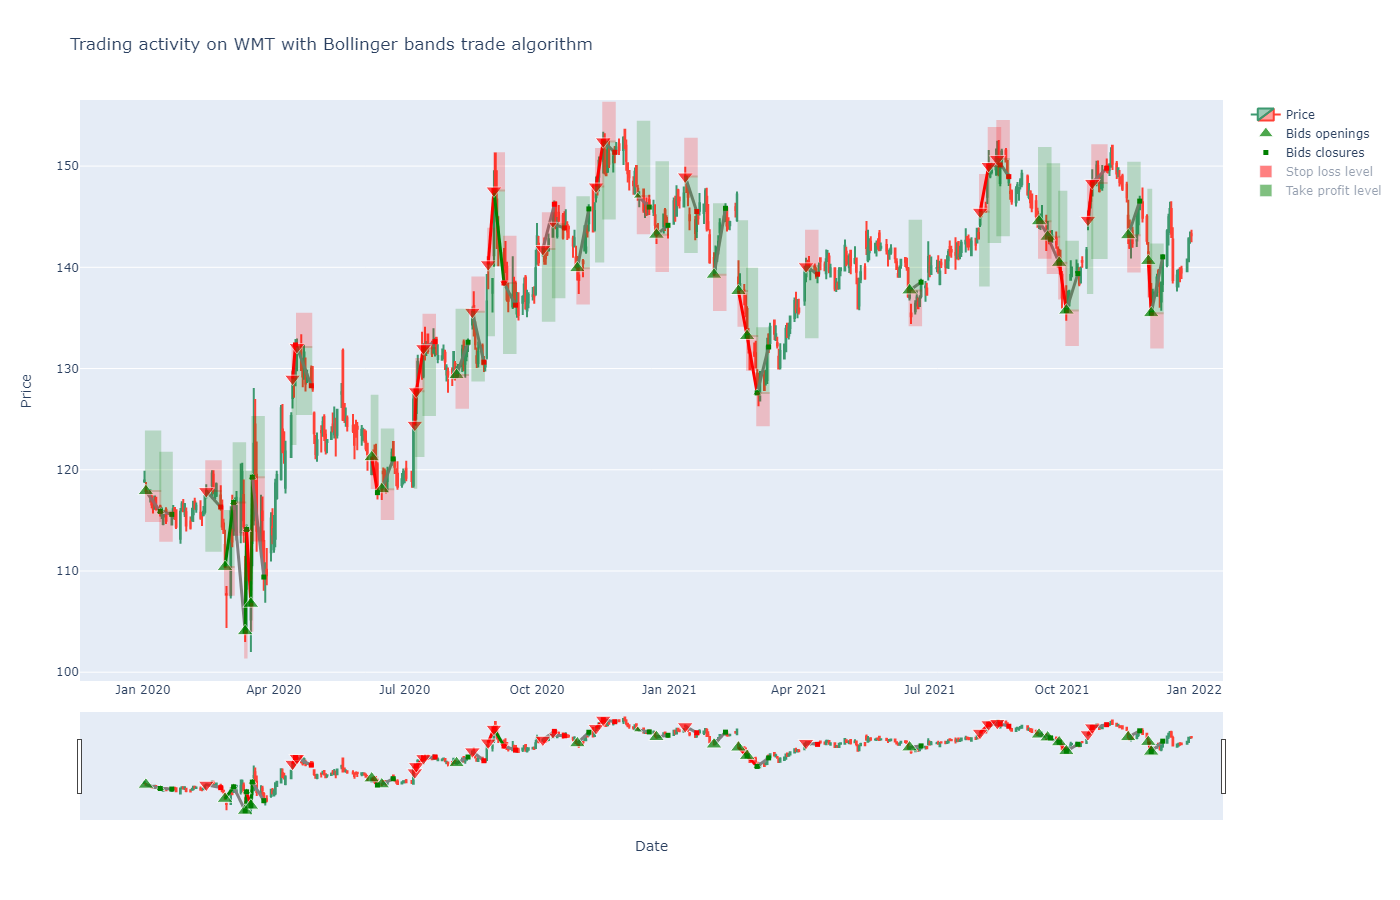 Trading activity on WMT with Bollinger bands trade algorithm
Price
Bids openings
Bids closures
Stop loss level
Take profit level
150
140
130
120
110
100
Price
Jan 2020
Apr 2020
Jul 2020
Oct 2020
Jan 2021
Apr 2021
Jul 2021
Oct 2021
Jan 2022
Date